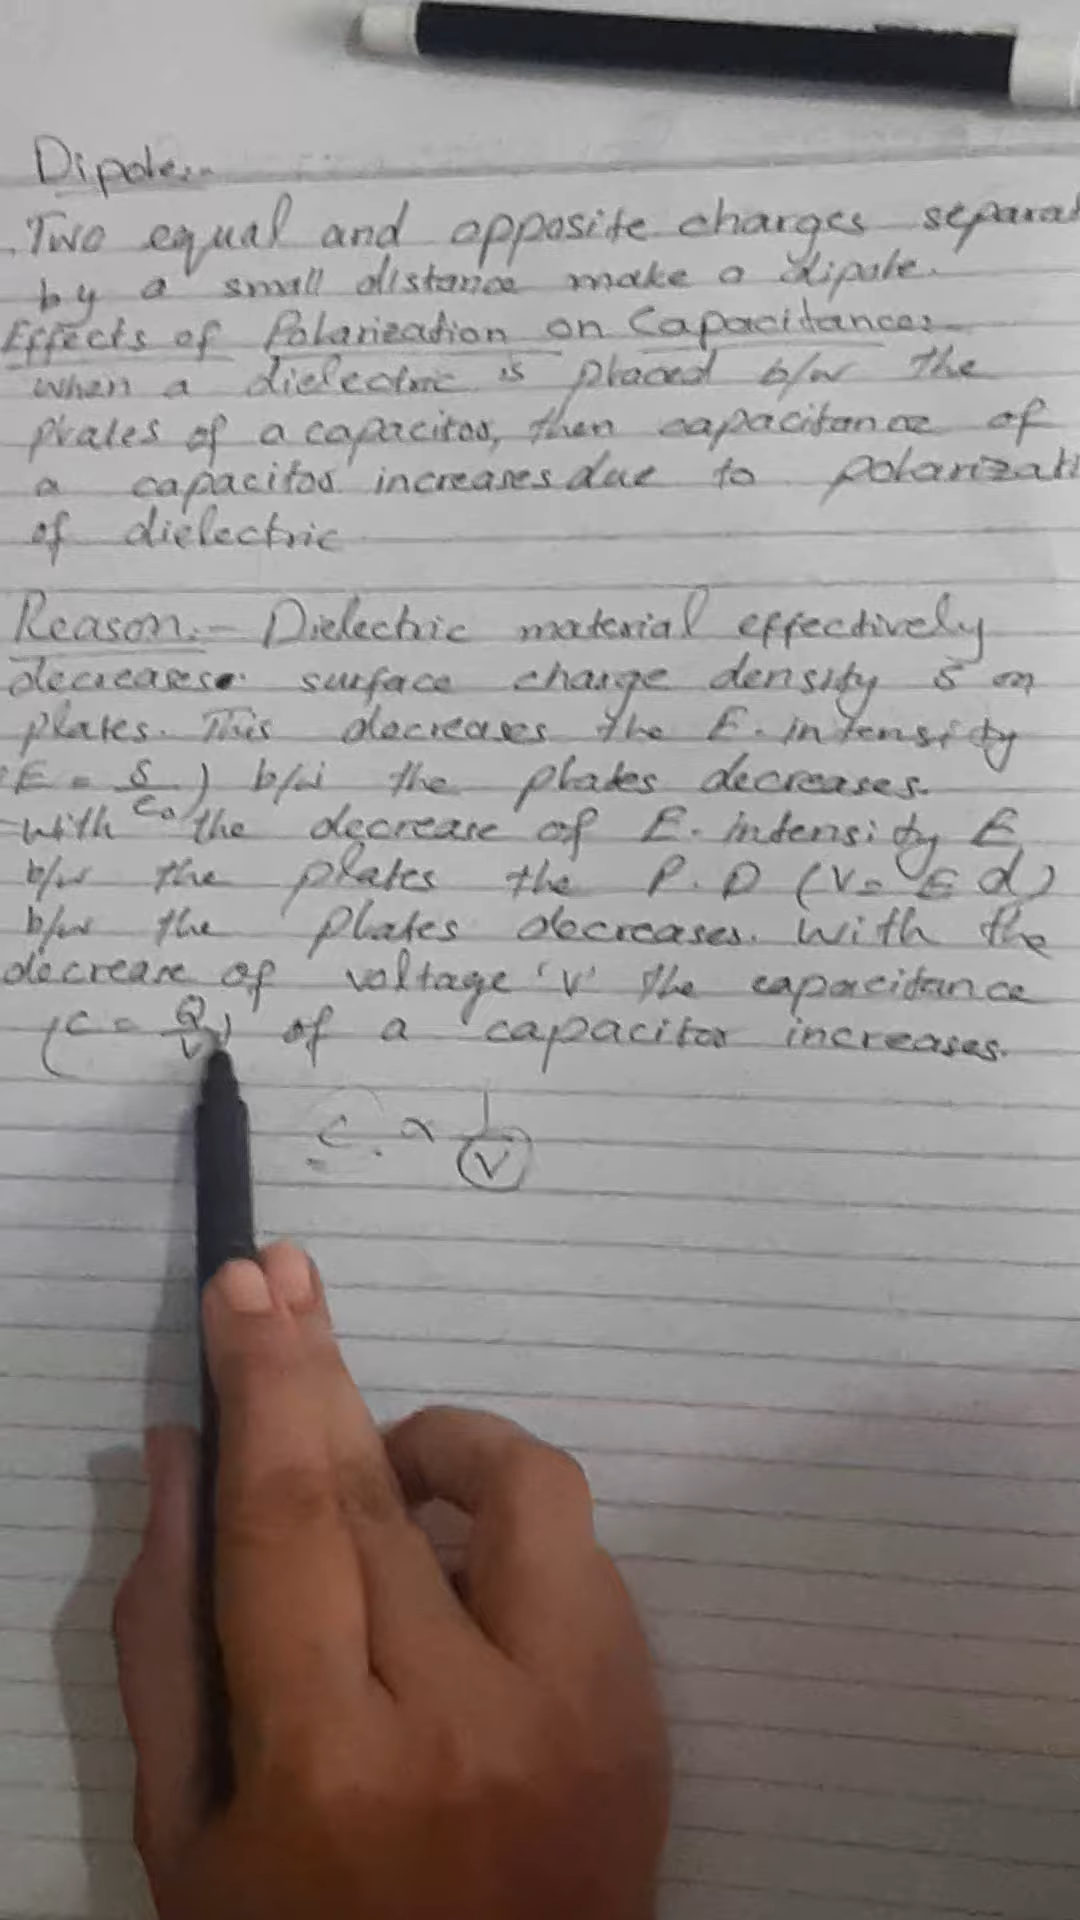 Dipole:-
Two equal and opposite charges separat
by a small distance make a dipole.
Effects of Polarization on Capacitance:-
when a dielectric is placed b/w the
plates of a capacitor, then capacitance of
a capacitor increases due to polarizati
of dielectric
Reason:- Dielectric material effectively
decreases surface charge density δ on
plates. This decreases the E. intensity
(E = δ/ε₀) b/w the plates decreases.
with the decrease of E. intensity E
b/w the plates the P.D (V = Ed)
b/w the plates decreases. With the
decrease of voltage 'V' the capacitance
(C = Q/V) of a capacitor increases.
C ∝ 1/V